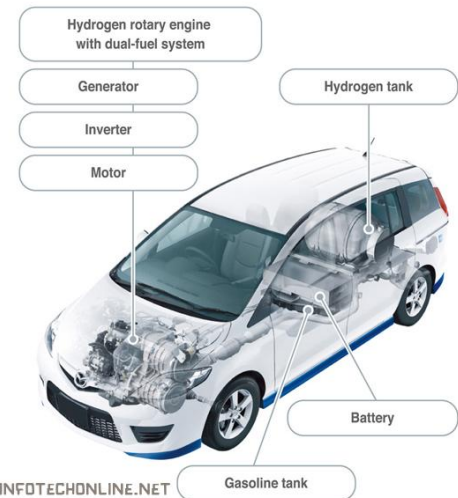 Hydrogen rotary engine
with dual-fuel system
Generator
Hydrogen tank
Inverter
Motor
Battery
Gasoline tank
INFOTECHONLINE.NET